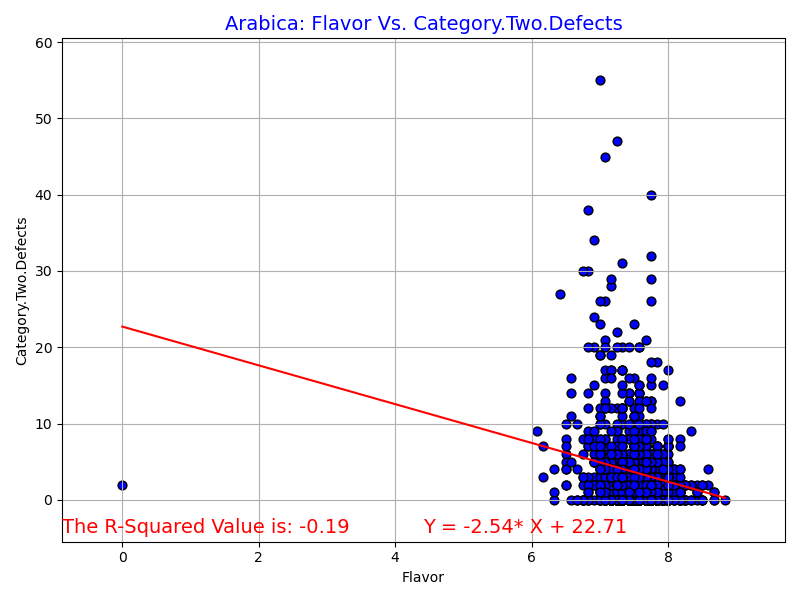 Arabica: Flavor Vs. Category.Two.Defects
60
50
40
30
20
10
0
Category.Two.Defects
The R-Squared Value is: -0.19
Y = -2.54* X + 22.71
0 2 4 6 8
Flavor